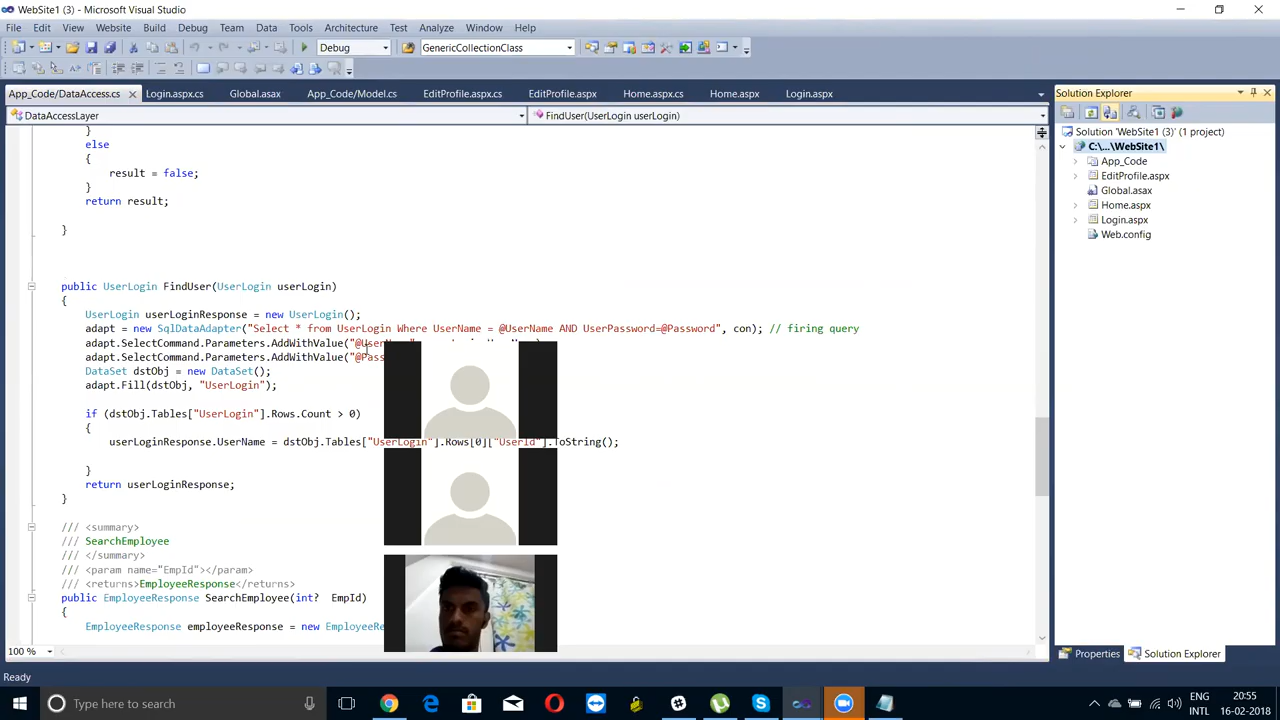 WebSite1 (3) - Microsoft Visual Studio
File Edit View Website Build Debug Team Data Tools Architecture Test Analyze Window Help
Debug GenericCollectionClass
App_Code/DataAccess.cs Login.aspx.cs Global.asax App_Code/Model.cs EditProfile.aspx.cs EditProfile.aspx Home.aspx.cs Home.aspx Login.aspx
DataAccessLayer FindUser(UserLogin userLogin)
}
else
{
result = false;
}
return result;
}
public UserLogin FindUser(UserLogin userLogin)
{
UserLogin userLoginResponse = new UserLogin();
adapt = new SqlDataAdapter("Select * from UserLogin Where UserName = @UserName AND UserPassword=@Password", con); // firing query
adapt.SelectCommand.Parameters.AddWithValue("@UserName"
adapt.SelectCommand.Parameters.AddWithValue("@Pass
DataSet dstObj = new DataSet();
adapt.Fill(dstObj, "UserLogin");
if (dstObj.Tables["UserLogin"].Rows.Count > 0)
{
userLoginResponse.UserName = dstObj.Tables["UserLogin"].Rows[0]["UserId"].ToString();
}
return userLoginResponse;
}
/// <summary>
/// SearchEmployee
/// </summary>
/// <param name="EmpId"></param>
/// <returns>EmployeeResponse</returns>
public EmployeeResponse SearchEmployee(int? EmpId)
{
EmployeeResponse employeeResponse = new EmployeeRe
100 %
Solution Explorer
Solution 'WebSite1 (3)' (1 project)
C:\...\WebSite1\
App_Code
EditProfile.aspx
Global.asax
Home.aspx
Login.aspx
Web.config
Properties Solution Explorer
Ready
Type here to search
ENG 20:55
INTL 16-02-2018